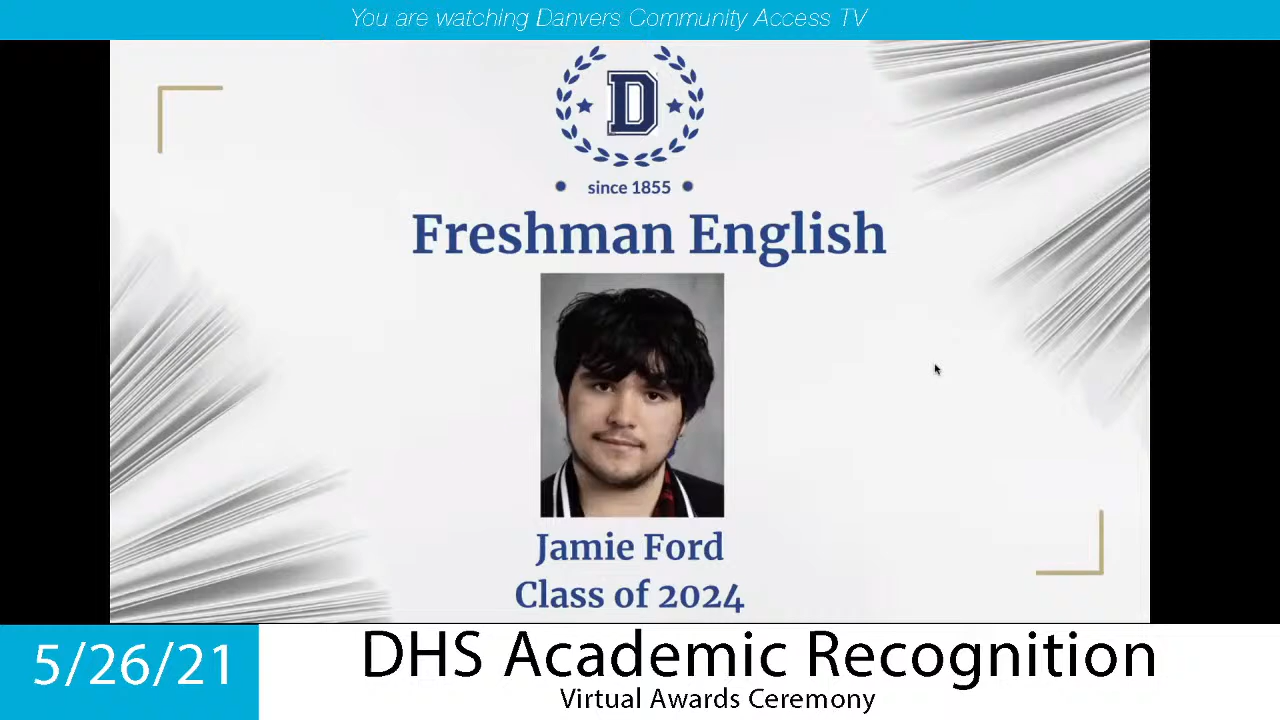 You are watching Danvers Community Access TV
D
• since 1855 •
Freshman English
Jamie Ford
Class of 2024
5/26/21
DHS Academic Recognition
Virtual Awards Ceremony